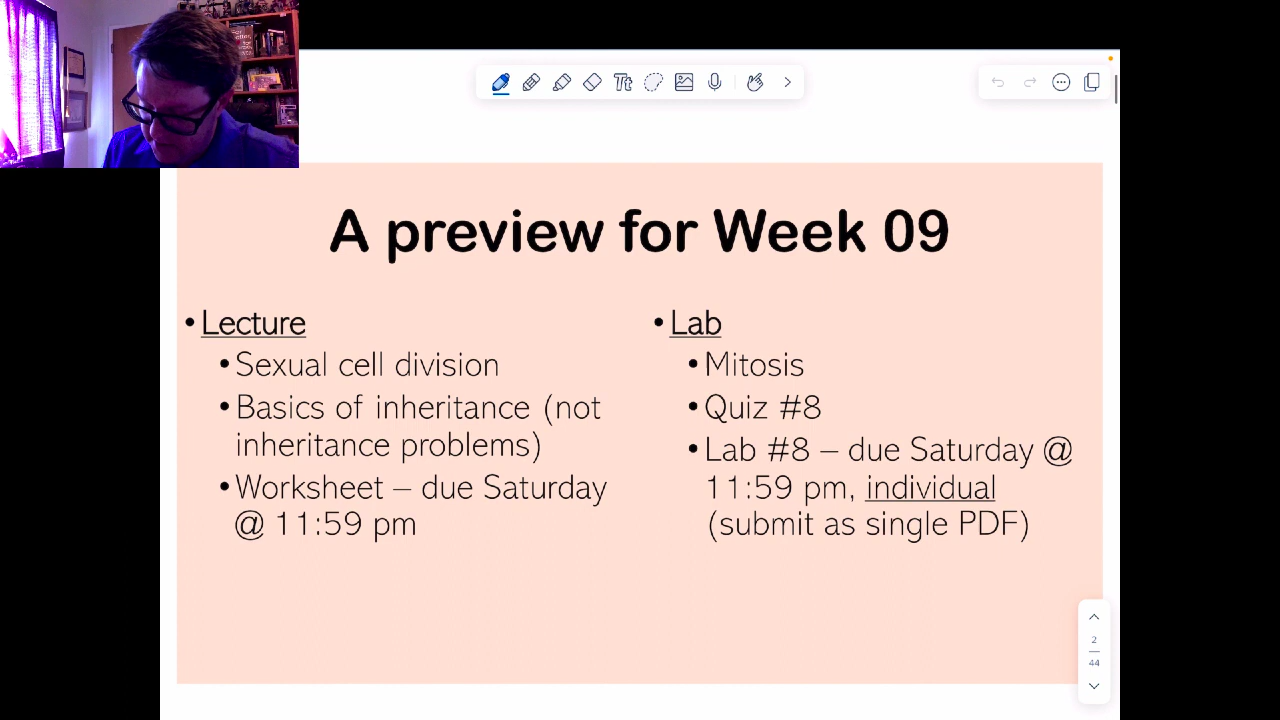 Tt
A preview for Week 09
• Lecture
• Sexual cell division
• Basics of inheritance (not
inheritance problems)
• Worksheet – due Saturday
@ 11:59 pm
• Lab
• Mitosis
• Quiz #8
• Lab #8 – due Saturday @
11:59 pm, individual
(submit as single PDF)
2
44